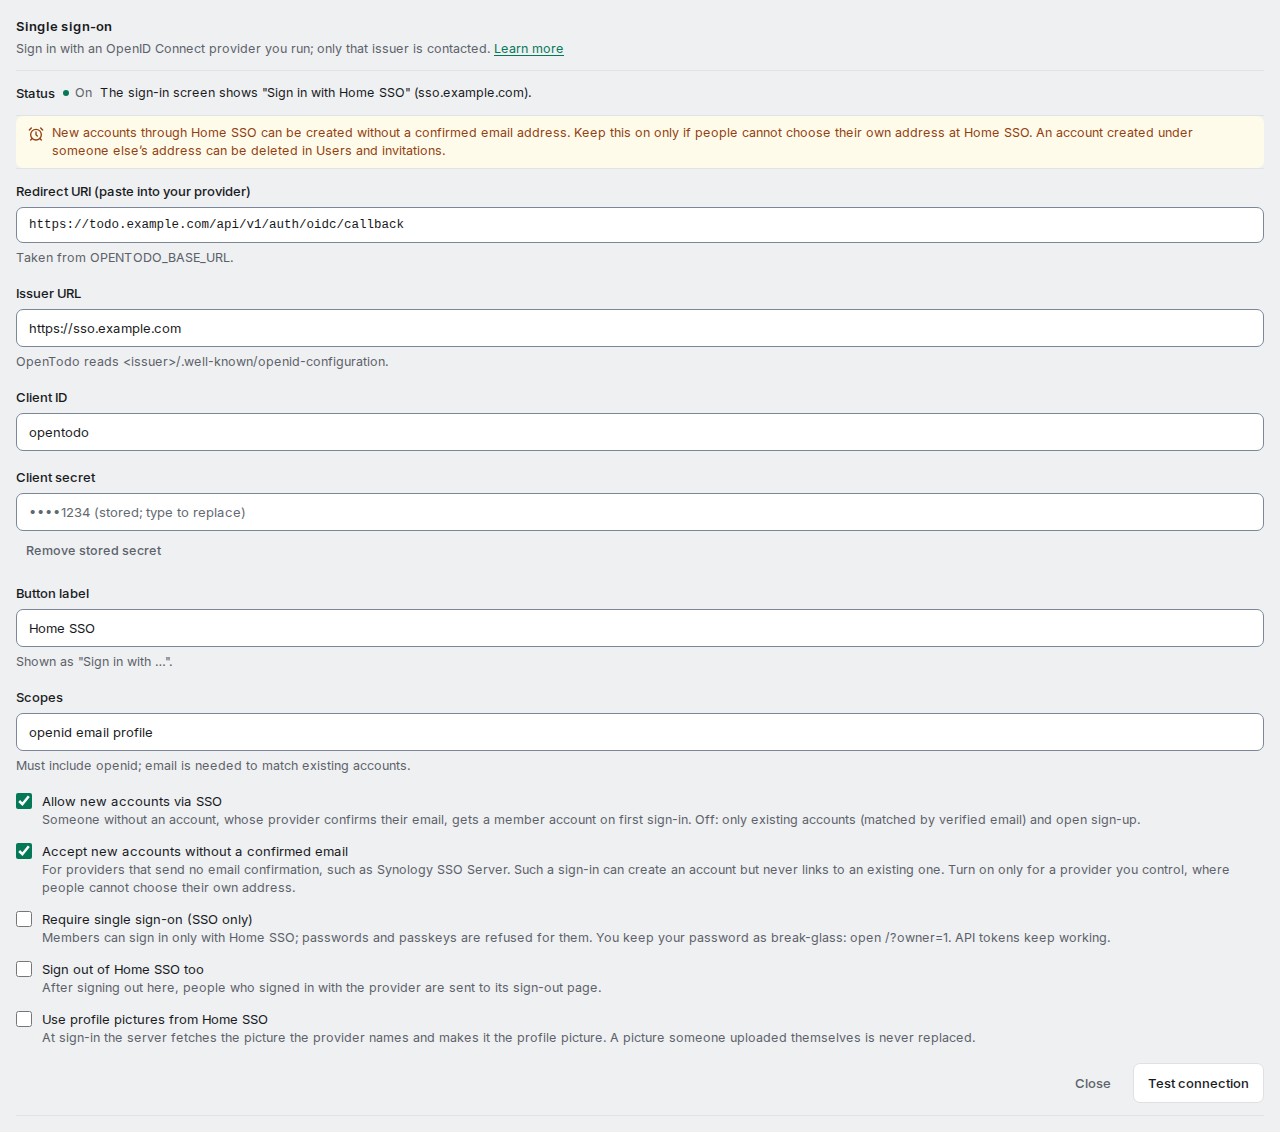 Single sign-on
Sign in with an OpenID Connect provider you run; only that issuer is contacted. Learn more
Status On The sign-in screen shows "Sign in with Home SSO" (sso.example.com).
New accounts through Home SSO can be created without a confirmed email address. Keep this on only if people cannot choose their own address at Home SSO. An account created under
someone else's address can be deleted in Users and invitations.
Redirect URI (paste into your provider)
https://todo.example.com/api/v1/auth/oidc/callback
Taken from OPENTODO_BASE_URL.
Issuer URL
https://sso.example.com
OpenTodo reads <issuer>/.well-known/openid-configuration.
Client ID
opentodo
Client secret
••••1234 (stored; type to replace)
Remove stored secret
Button label
Home SSO
Shown as "Sign in with ...".
Scopes
openid email profile
Must include openid; email is needed to match existing accounts.
Allow new accounts via SSO
Someone without an account, whose provider confirms their email, gets a member account on first sign-in. Off: only existing accounts (matched by verified email) and open sign-up.
Accept new accounts without a confirmed email
For providers that send no email confirmation, such as Synology SSO Server. Such a sign-in can create an account but never links to an existing one. Turn on only for a provider you control, where
people cannot choose their own address.
Require single sign-on (SSO only)
Members can sign in only with Home SSO; passwords and passkeys are refused for them. You keep your password as break-glass: open /?owner=1. API tokens keep working.
Sign out of Home SSO too
After signing out here, people who signed in with the provider are sent to its sign-out page.
Use profile pictures from Home SSO
At sign-in the server fetches the picture the provider names and makes it the profile picture. A picture someone uploaded themselves is never replaced.
Close
Test connection